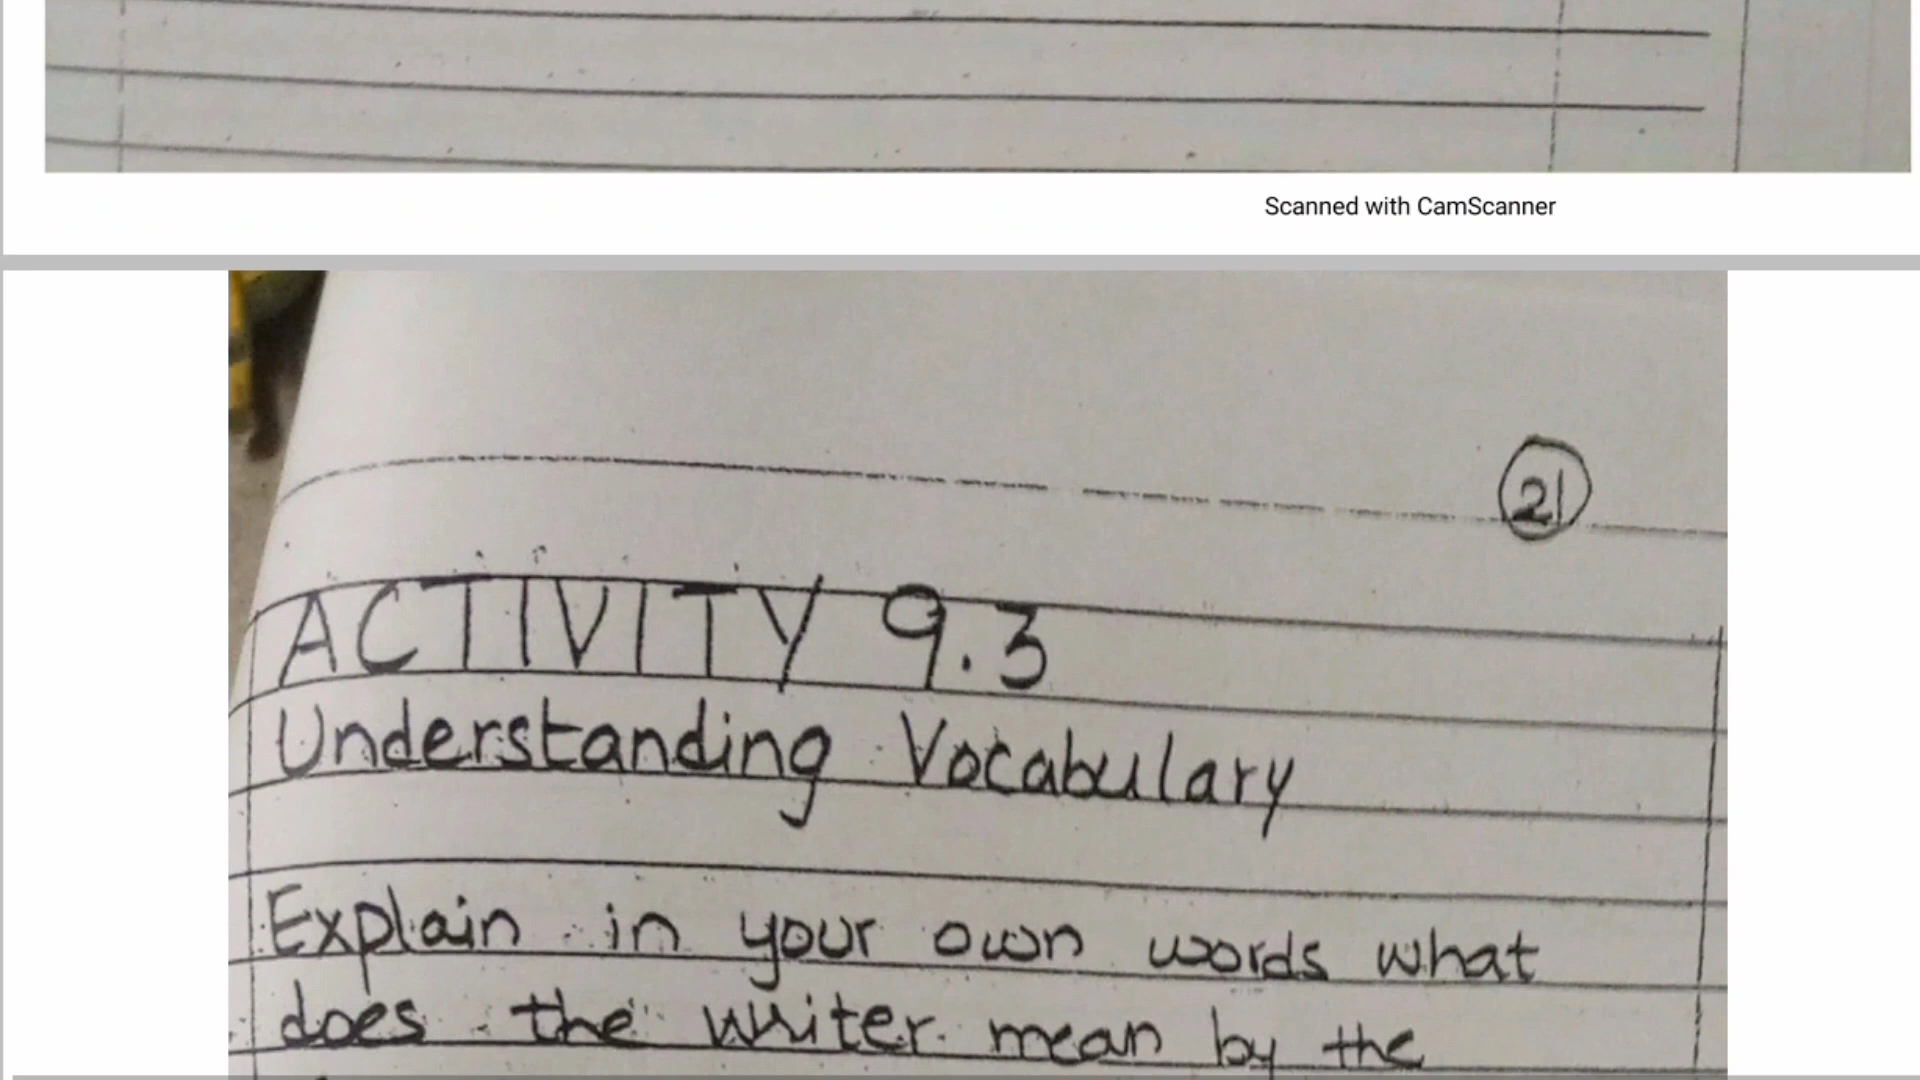 Scanned with CamScanner
21
ACTIVITY 9.3
Understanding Vocabulary
Explain in your own words what
does the writer mean by the